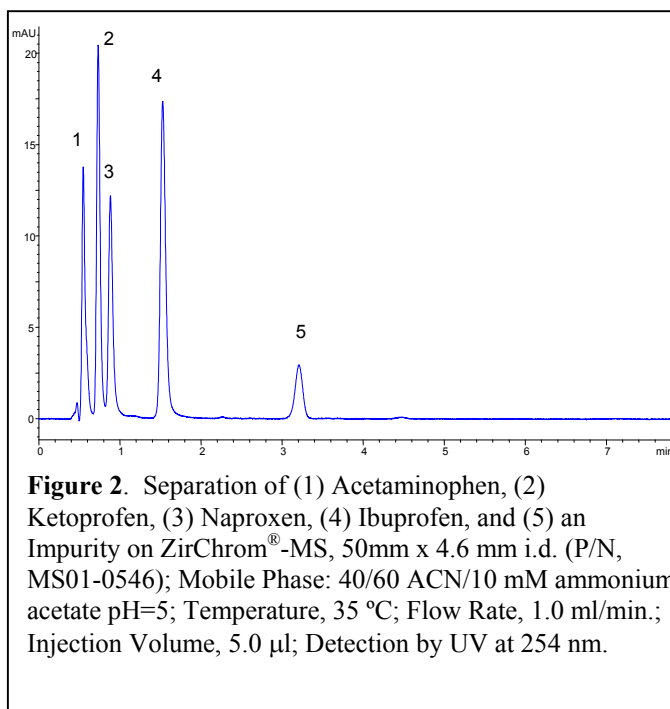 mAU
2
20
4
1
15
3
10
5
5
0
0 1 2 3 4 5 6 7 min
Figure 2. Separation of (1) Acetaminophen, (2)
Ketoprofen, (3) Naproxen, (4) Ibuprofen, and (5) an
Impurity on ZirChrom®-MS, 50mm x 4.6 mm i.d. (P/N,
MS01-0546); Mobile Phase: 40/60 ACN/10 mM ammonium
acetate pH=5; Temperature, 35 ºC; Flow Rate, 1.0 ml/min.;
Injection Volume, 5.0 µl; Detection by UV at 254 nm.